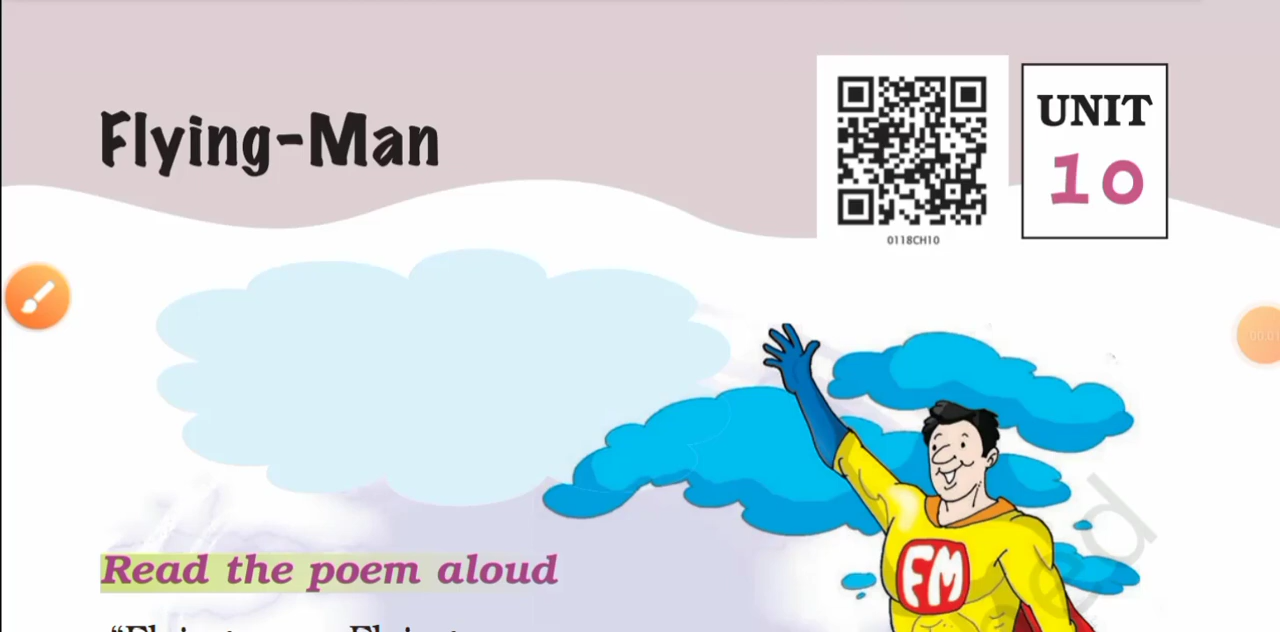 Flying-Man
UNIT
10
0118CH10
FM
Read the poem aloud